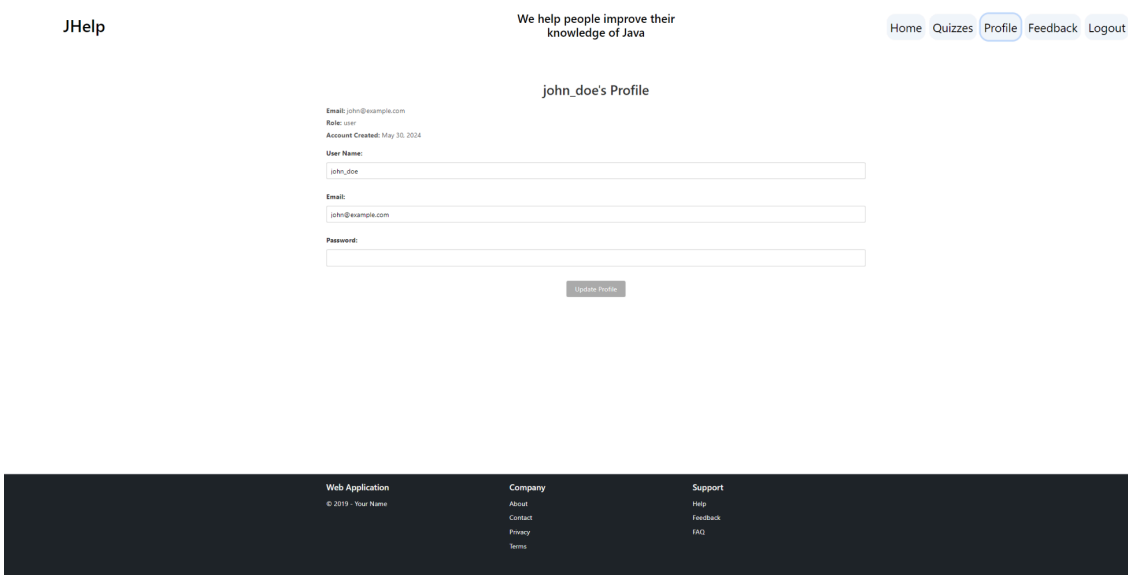 JHelp
We help people improve their
knowledge of Java
Home Quizzes Profile Feedback Logout
john_doe's Profile
Email: john@example.com
Role: user
Account Created: May 30, 2024
User Name:
john_doe
Email:
john@example.com
Password:
Update Profile
Web Application
© 2019 - Your Name
Company
About
Contact
Privacy
Terms
Support
Help
Feedback
FAQ